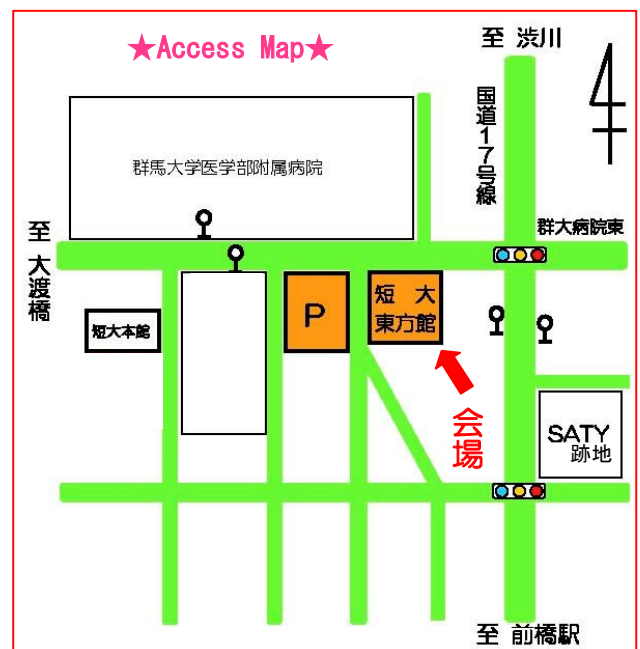 ★Access Map★
至 渋川
国道17号線
群馬大学医学部附属病院
群大病院東
至 大渡橋
短大
東方館
P
短大本館
会場
SATY
跡地
至 前橋駅